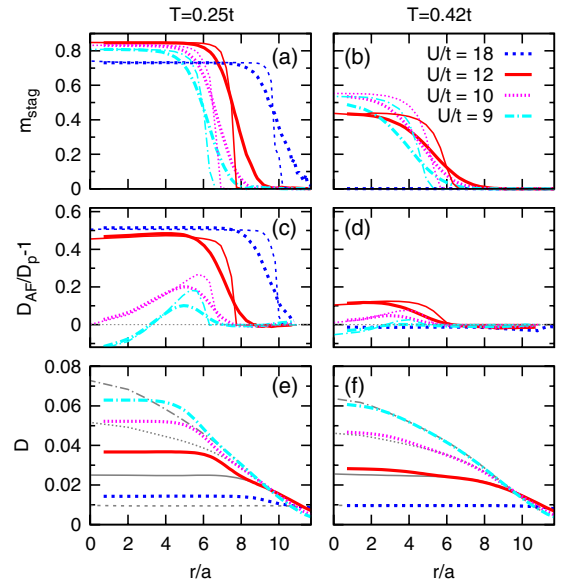 T=0.25t T=0.42t
(a) (b)
U/t = 18
U/t = 12
U/t = 10
U/t = 9
m_stag
0.8
0.6
0.4
0.2
0
(c) (d)
D_AF/D_p-1
0.6
0.4
0.2
0
(e) (f)
D
0.08
0.06
0.04
0.02
0
0 2 4 6 8 10 0 2 4 6 8 10
r/a r/a